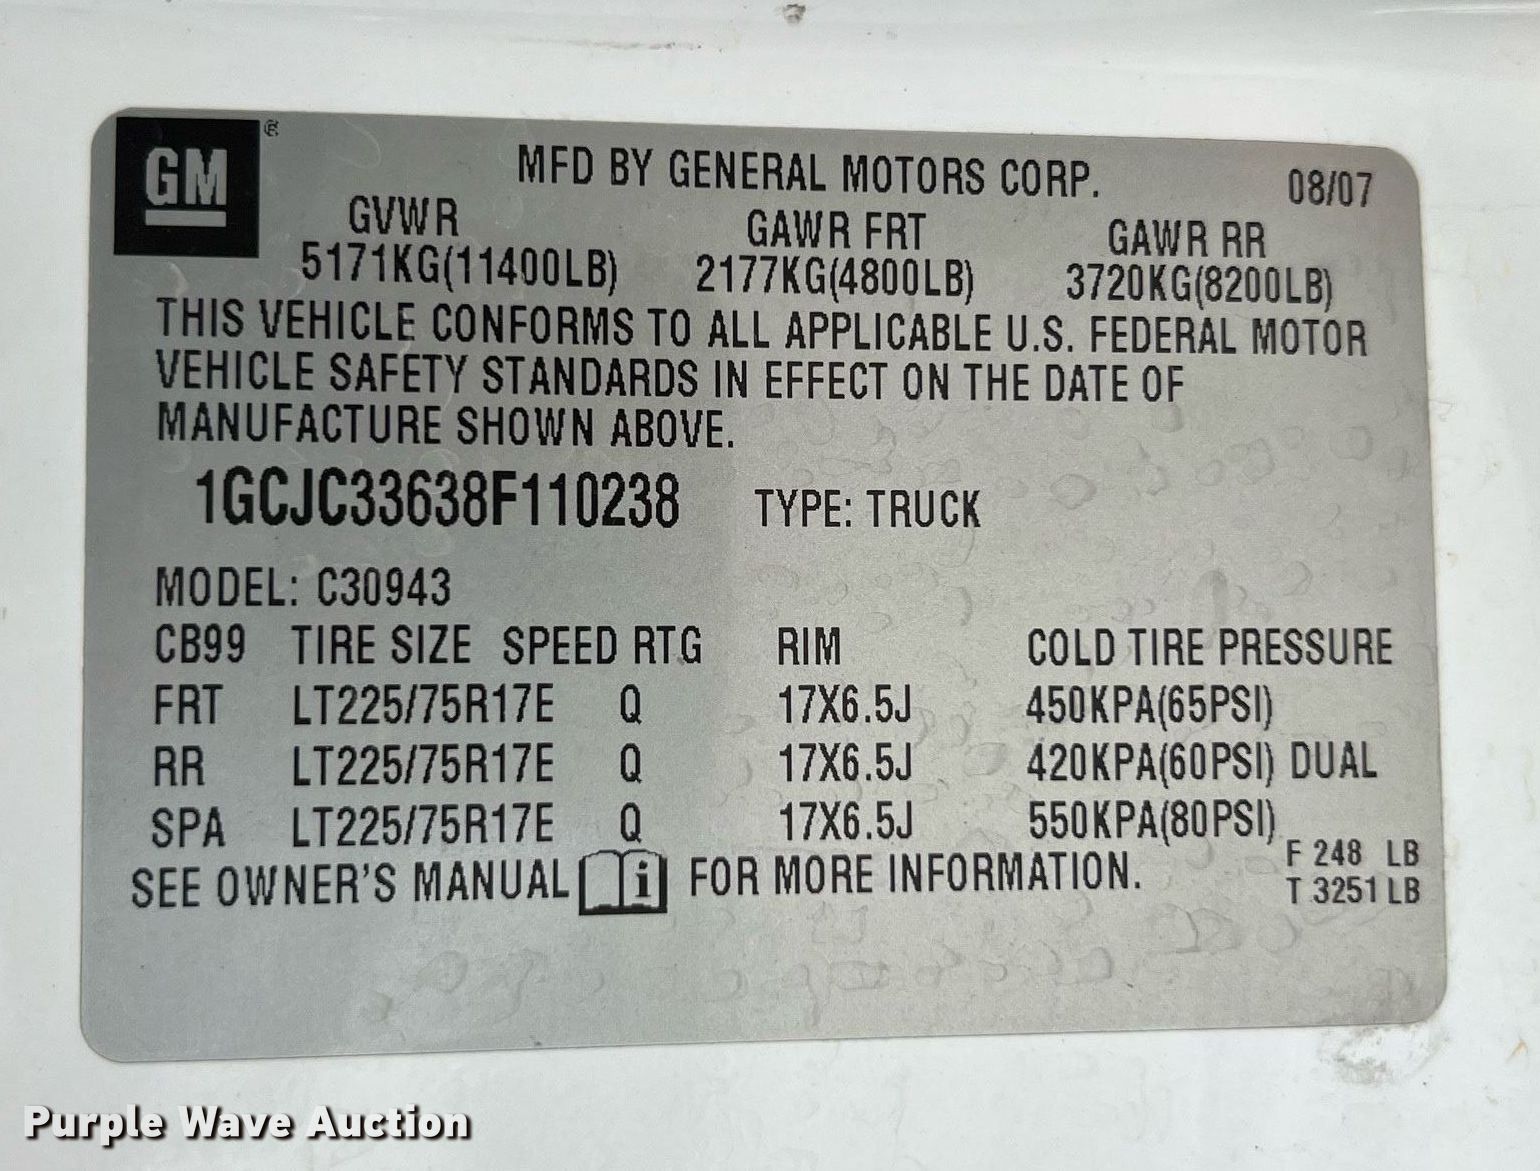 GM ®
MFD BY GENERAL MOTORS CORP. 08/07
GVWR GAWR FRT GAWR RR
5171KG(11400LB) 2177KG(4800LB) 3720KG(8200LB)
THIS VEHICLE CONFORMS TO ALL APPLICABLE U.S. FEDERAL MOTOR
VEHICLE SAFETY STANDARDS IN EFFECT ON THE DATE OF
MANUFACTURE SHOWN ABOVE.
1GCJC33638F110238 TYPE: TRUCK
MODEL: C30943
CB99 TIRE SIZE SPEED RTG RIM COLD TIRE PRESSURE
FRT LT225/75R17E Q 17X6.5J 450KPA(65PSI)
RR LT225/75R17E Q 17X6.5J 420KPA(60PSI) DUAL
SPA LT225/75R17E Q 17X6.5J 550KPA(80PSI)
SEE OWNER'S MANUAL i FOR MORE INFORMATION.
F 248 LB
T 3251 LB
Purple Wave Auction